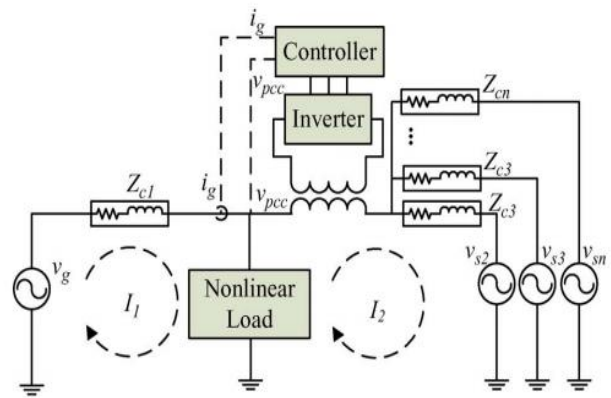 i_g
Controller
v_pcc
Inverter
Z_cn
...
Z_c1
i_g
v_pcc
Z_c3
Z_c3
v_g
I_1
Nonlinear
Load
I_2
v_s2
v_s3
v_sn